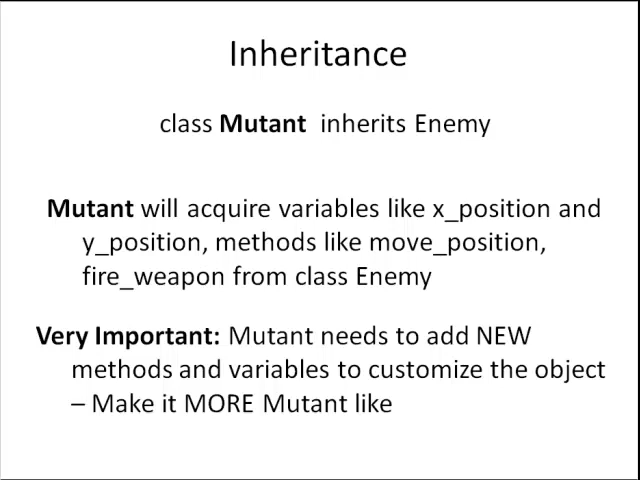 Inheritance
class Mutant inherits Enemy
Mutant will acquire variables like x_position and
y_position, methods like move_position,
fire_weapon from class Enemy
Very Important: Mutant needs to add NEW
methods and variables to customize the object
– Make it MORE Mutant like